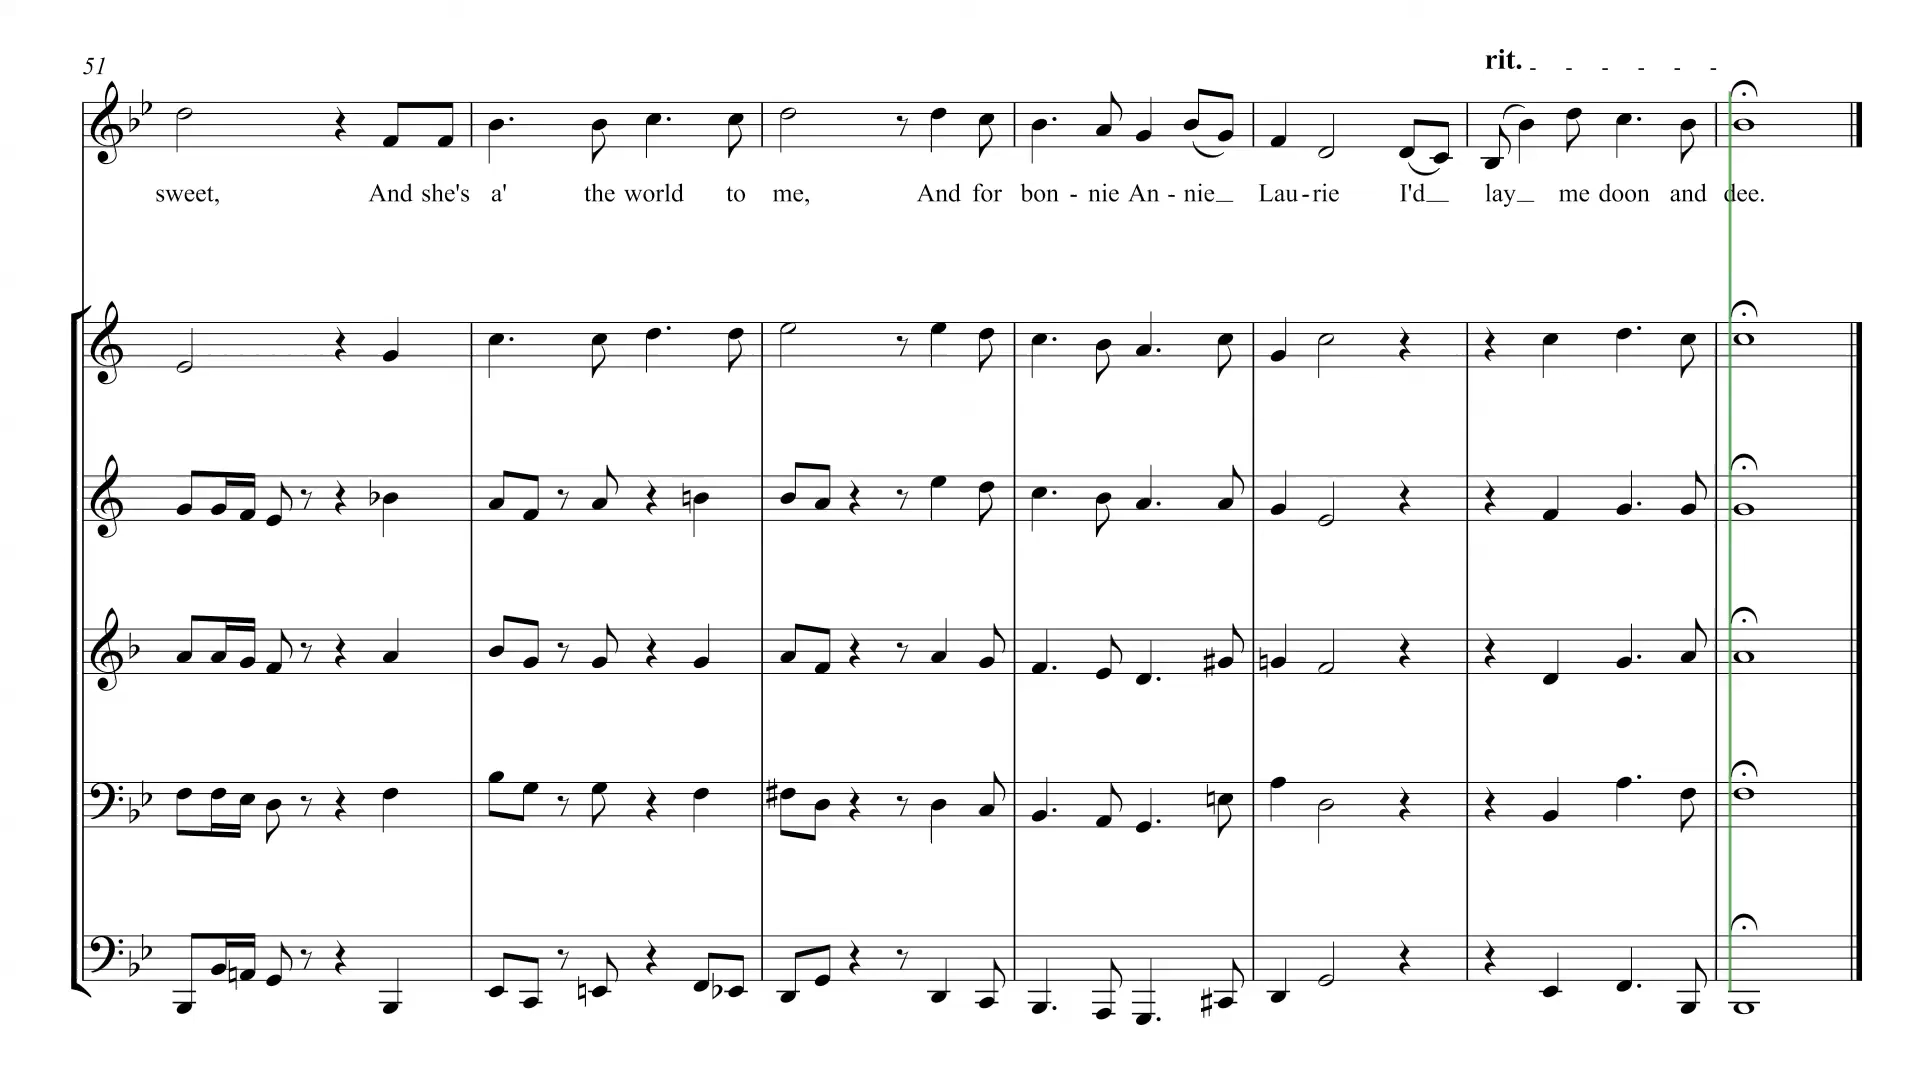 51
rit. - - - - - -
sweet, And she's a' the world to me, And for bon - nie An - nie_ Lau - rie I'd_ lay_ me doon and dee.